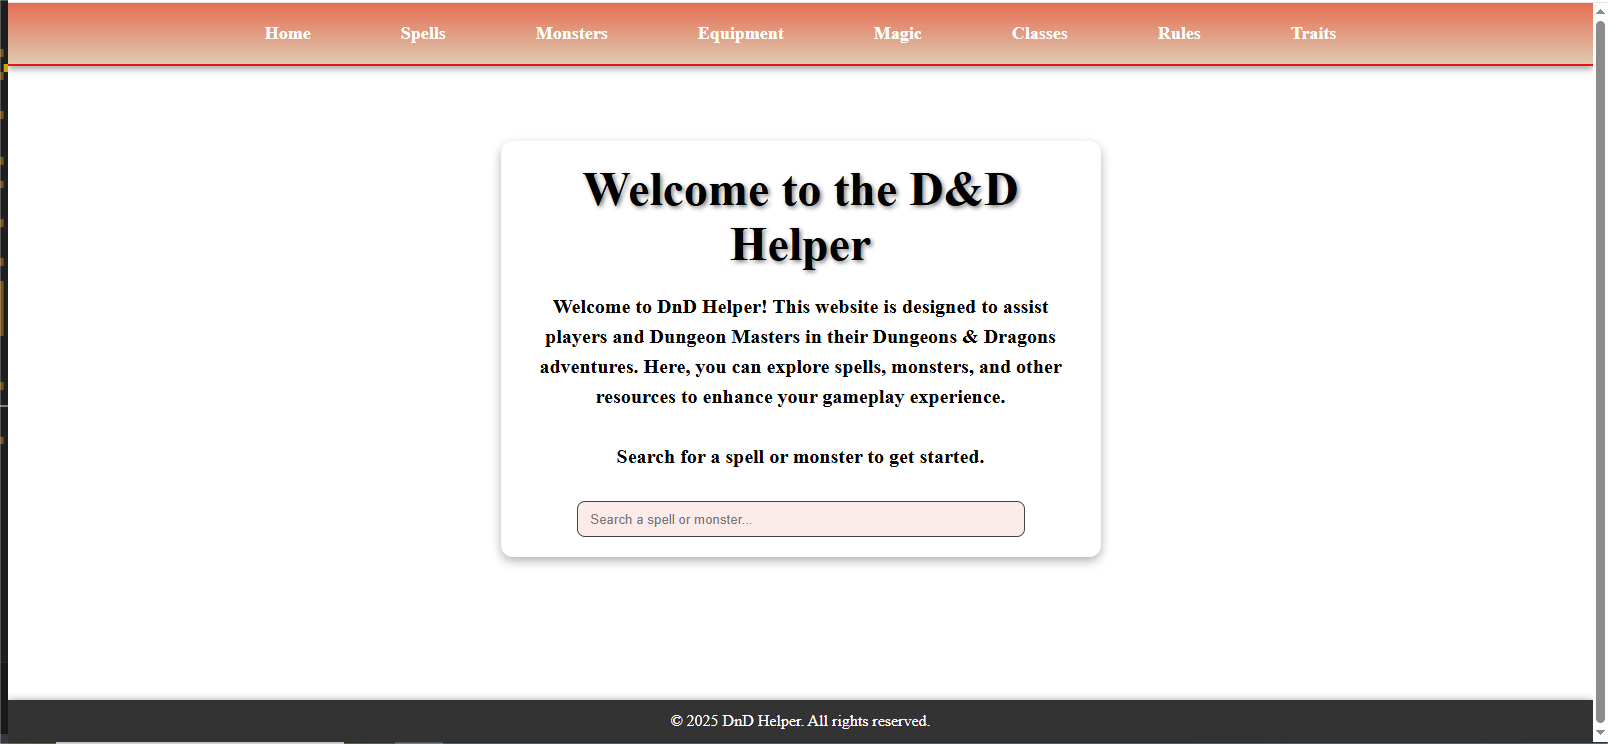 Home Spells Monsters Equipment Magic Classes Rules Traits
Welcome to the D&D
Helper
Welcome to DnD Helper! This website is designed to assist
players and Dungeon Masters in their Dungeons & Dragons
adventures. Here, you can explore spells, monsters, and other
resources to enhance your gameplay experience.
Search for a spell or monster to get started.
Search a spell or monster...
© 2025 DnD Helper. All rights reserved.